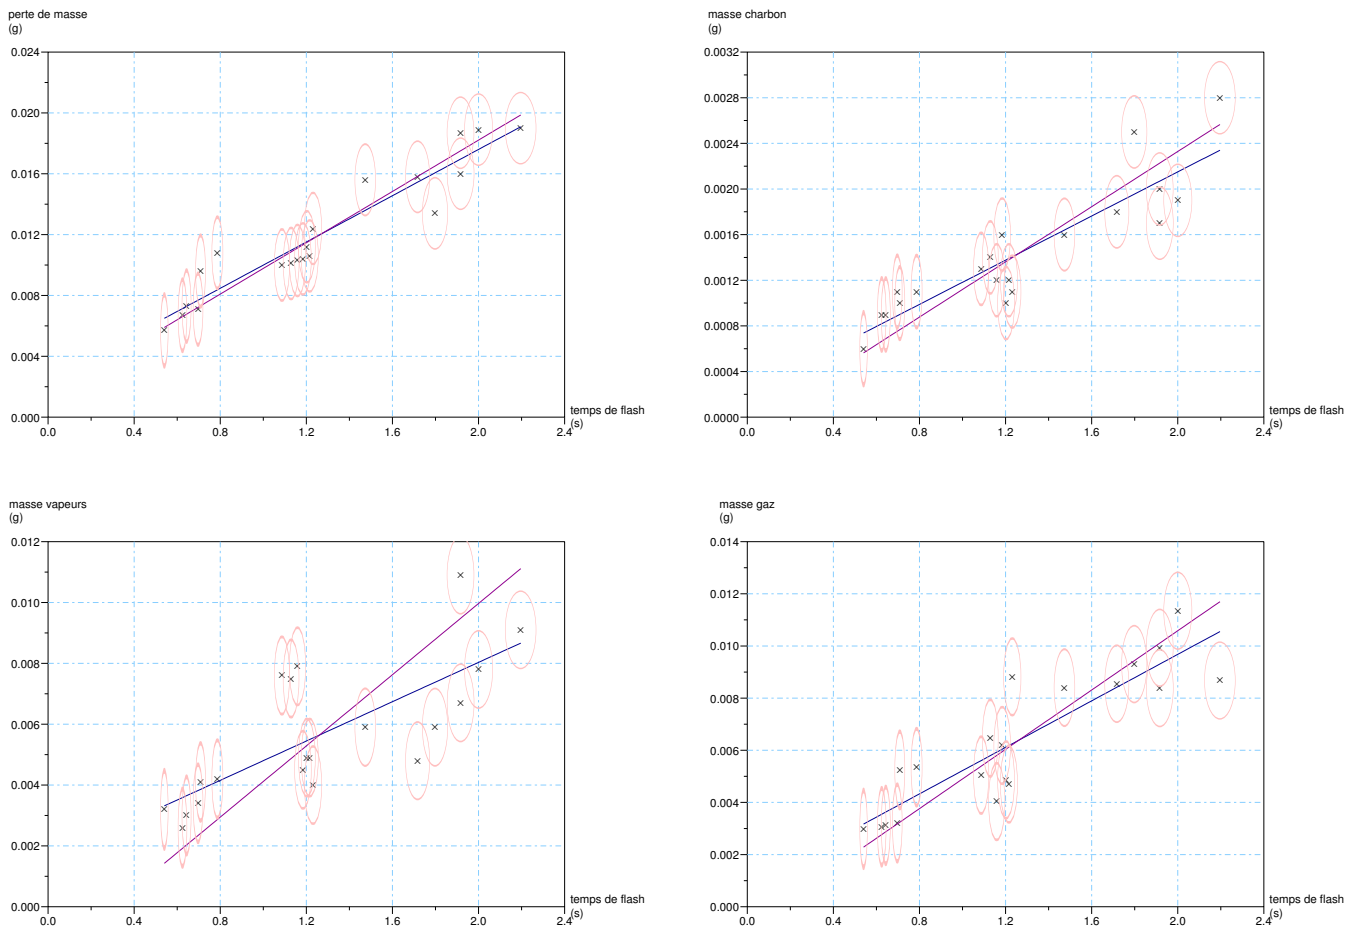 perte de masse
(g)
0.024
0.020
0.016
0.012
0.008
0.004
0.000
0.0 0.4 0.8 1.2 1.6 2.0 2.4
temps de flash
(s)
masse charbon
(g)
0.0032
0.0028
0.0024
0.0020
0.0016
0.0012
0.0008
0.0004
0.0000
0.0 0.4 0.8 1.2 1.6 2.0 2.4
temps de flash
(s)
masse vapeurs
(g)
0.012
0.010
0.008
0.006
0.004
0.002
0.000
0.0 0.4 0.8 1.2 1.6 2.0 2.4
temps de flash
(s)
masse gaz
(g)
0.014
0.012
0.010
0.008
0.006
0.004
0.002
0.000
0.0 0.4 0.8 1.2 1.6 2.0 2.4
temps de flash
(s)